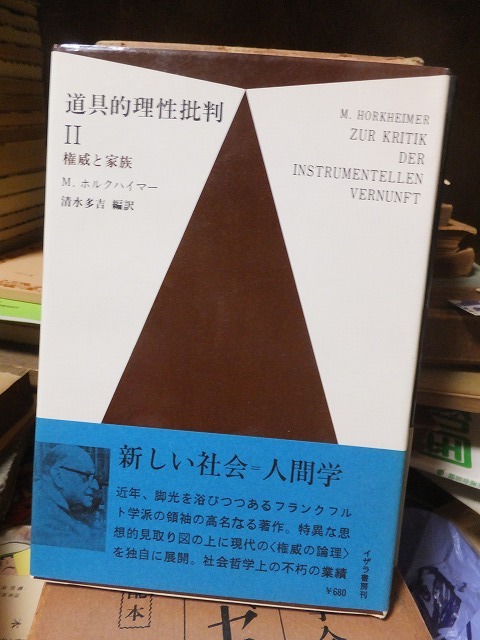 道具的理性批判
II
権威と家族
M. ホルクハイマー
清水多吉 編訳
M. HORKHEIMER
ZUR KRITIK
DER
INSTRUMENTELLEN
VERNUNFT
新しい社会=人間学
近年、脚光を浴びつつあるフランクフル
ト学派の領袖の高名なる著作。特異な思
想的見取り図の上に現代の〈権威の論理〉
を独自に展開。社会哲学上の不朽の業績
¥680
イザラ書房刊